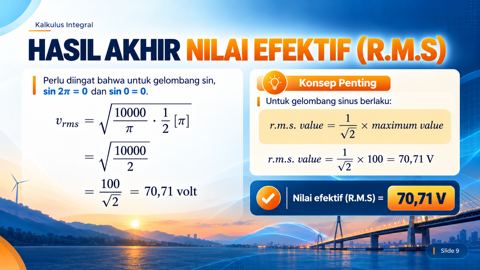 Kalkulus Integral
HASIL AKHIR NILAI EFEKTIF (R.M.S)
Perlu diingat bahwa untuk gelombang sin,
sin 2π = 0 dan sin 0 = 0.
v_rms = √(10000/π · 1/2 [π])
= √(10000/2)
= 100/√2 = 70,71 volt
Konsep Penting
Untuk gelombang sinus berlaku:
r.m.s. value = 1/√2 × maximum value
r.m.s. value = 1/√2 × 100 = 70,71 V
Nilai efektif (R.M.S) = 70,71 V
Slide 9